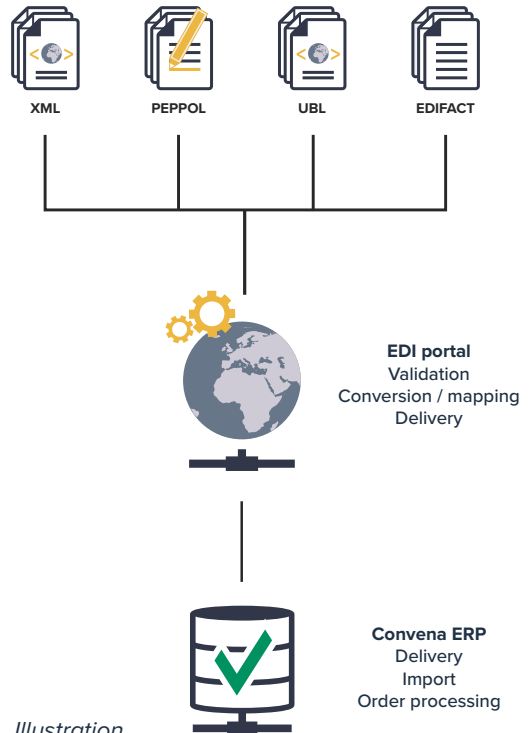 XML
PEPPOL
UBL
EDIFACT
EDI portal
Validation
Conversion / mapping
Delivery
Convena ERP
Delivery
Import
Order processing
Illustration